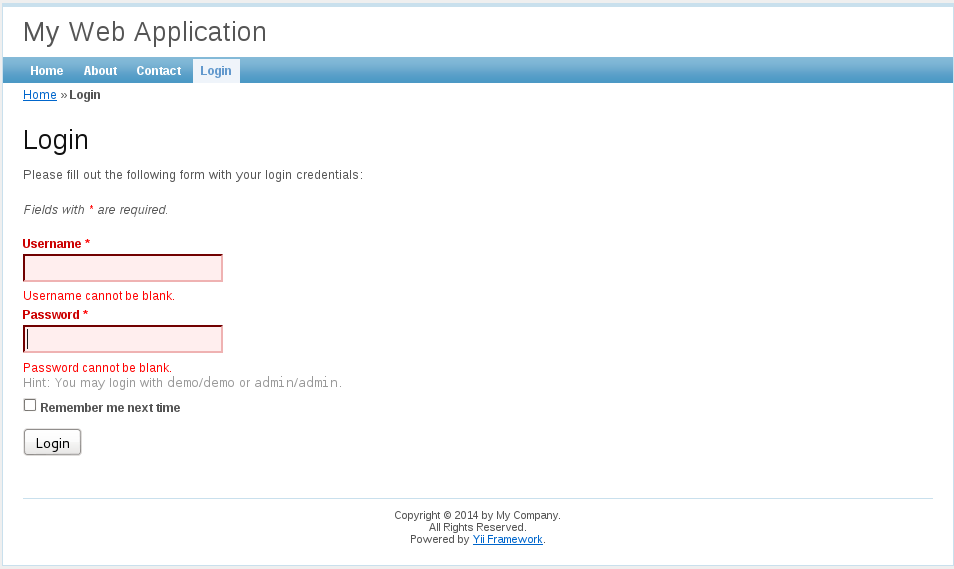 My Web Application
Home About Contact Login
Home » Login
Login
Please fill out the following form with your login credentials:
Fields with * are required.
Username *
Username cannot be blank.
Password *
Password cannot be blank.
Hint: You may login with demo/demo or admin/admin.
Remember me next time
Login
Copyright © 2014 by My Company.
All Rights Reserved.
Powered by Yii Framework.